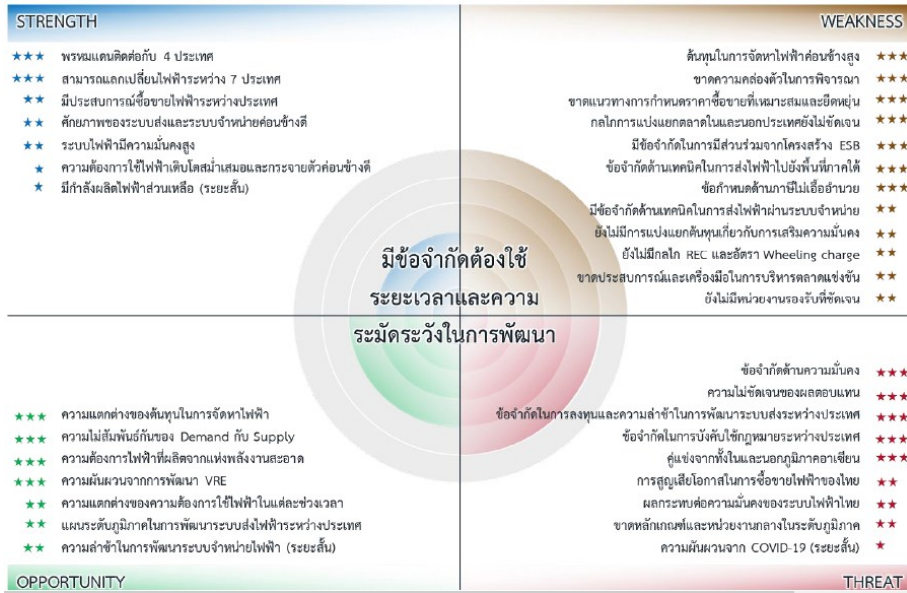 STRENGTH
★★★ พรหมแดนติดต่อกับ 4 ประเทศ
★★★ สามารถแลกเปลี่ยนไฟฟ้าระหว่าง 7 ประเทศ
★★ มีประสบการณ์ซื้อขายไฟฟ้าระหว่างประเทศ
★★ ศักยภาพของระบบส่งและระบบจำหน่ายค่อนข้างดี
★★ ระบบไฟฟ้ามีความมั่นคงสูง
★ ความต้องการใช้ไฟฟ้าเติบโตสม่ำเสมอและกระจายตัวค่อนข้างดี
★ มีกำลังผลิตไฟฟ้าส่วนเหลือ (ระยะสั้น)
WEAKNESS
ต้นทุนในการจัดหาไฟฟ้าค่อนข้างสูง ★★★
ขาดความคล่องตัวในการพิจารณา ★★★
ขาดแนวทางการกำหนดราคาซื้อขายที่เหมาะสมและยืดหยุ่น ★★★
กลไกการแบ่งแยกตลาดในและนอกประเทศยังไม่ชัดเจน ★★★
มีข้อจำกัดในการมีส่วนร่วมจากโครงสร้าง ESB ★★★
ข้อจำกัดด้านเทคนิคในการส่งไฟฟ้าไปยังพื้นที่ภาคใต้ ★★★
ข้อกำหนดด้านภาษีไม่เอื้ออำนวย ★★★
มีข้อจำกัดด้านเทคนิคในการส่งไฟฟ้าผ่านระบบจำหน่าย ★★
ยังไม่มีการแบ่งแยกต้นทุนเกี่ยวกับการเสริมความมั่นคง ★★
ยังไม่มีกลไก REC และอัตรา Wheeling charge ★★
ขาดประสบการณ์และเครื่องมือในการบริหารตลาดแข่งขัน ★★
ยังไม่มีหน่วยงานรองรับที่ชัดเจน ★★
มีข้อจำกัดต้องใช้
ระยะเวลาและความ
ระมัดระวังในการพัฒนา
★★★ ความแตกต่างของต้นทุนในการจัดหาไฟฟ้า
★★★ ความไม่สัมพันธ์กันของ Demand กับ Supply
★★★ ความต้องการไฟฟ้าที่ผลิตจากแห่งพลังงานสะอาด
★★★ ความผันผวนจากการพัฒนา VRE
★★ ความแตกต่างของความต้องการใช้ไฟฟ้าในแต่ละช่วงเวลา
★★ แผนระดับภูมิภาคในการพัฒนาระบบส่งไฟฟ้าระหว่างประเทศ
★★ ความล่าช้าในการพัฒนาระบบจำหน่ายไฟฟ้า (ระยะสั้น)
OPPORTUNITY
ข้อจำกัดด้านความมั่นคง ★★★
ความไม่ชัดเจนของผลตอบแทน ★★★
ข้อจำกัดในการลงทุนและความล่าช้าในการพัฒนาระบบส่งระหว่างประเทศ ★★★
ข้อจำกัดในการบังคับใช้กฎหมายระหว่างประเทศ ★★★
คู่แข่งจากทั้งในและนอกภูมิภาคอาเซียน ★★★
การสูญเสียโอกาสในการซื้อขายไฟฟ้าของไทย ★★
ผลกระทบต่อความมั่นคงของระบบไฟฟ้าไทย ★★
ขาดหลักเกณฑ์และหน่วยงานกลางในระดับภูมิภาค ★★
ความผันผวนจาก COVID-19 (ระยะสั้น) ★
THREAT